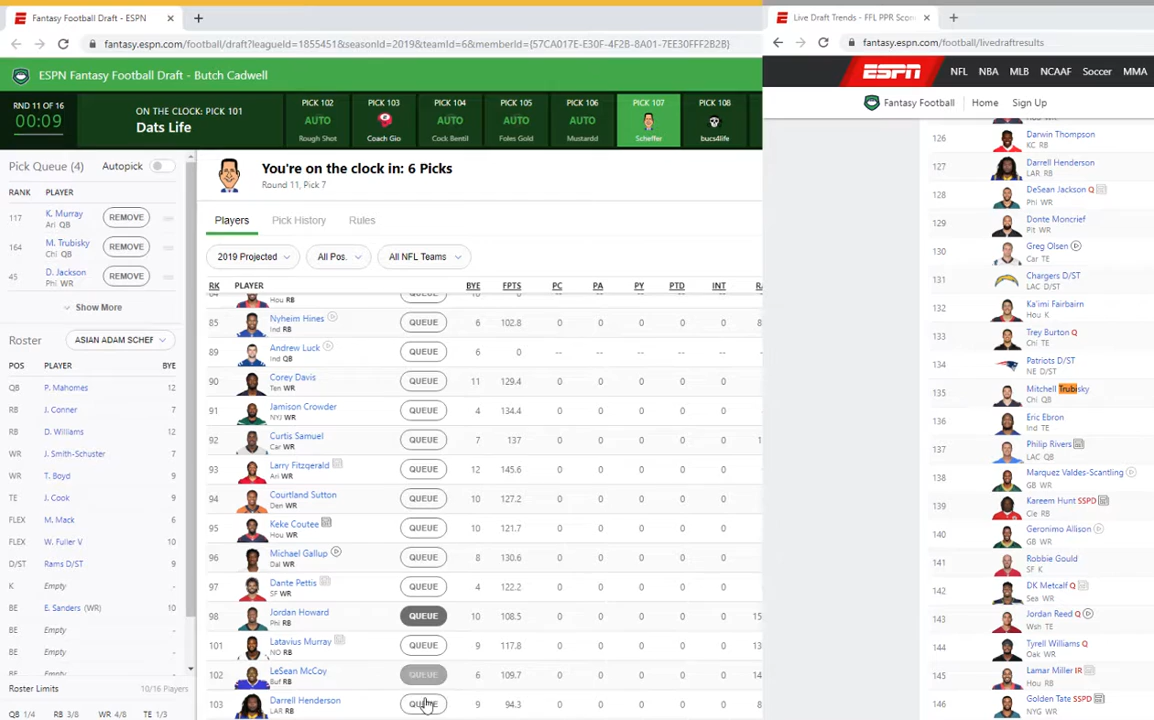 Fantasy Football Draft - ESPN
Live Draft Trends - FFL PPR Scori
fantasy.espn.com/football/draft?leagueId=1855451&seasonId=2019&teamId=6&memberId={57CA017E-E30F-4F2B-8A01-7EE30FFF2B2B}
fantasy.espn.com/football/livedraftresults
ESPN Fantasy Football Draft - Butch Cadwell
RND 11 OF 16
00:09
ON THE CLOCK: PICK 101
Dats Life
PICK 102
AUTO
Rough Shot
PICK 103
Coach Gio
PICK 104
AUTO
Cock Bentil
PICK 105
AUTO
Foles Gold
PICK 106
AUTO
Mustardd
PICK 107
Scheffer
PICK 108
bucs4life
Pick Queue (4) Autopick
RANK PLAYER
117 K. Murray REMOVE
Ari QB
164 M. Trubisky REMOVE
Chi QB
45 D. Jackson REMOVE
Phi WR
Show More
Roster ASIAN ADAM SCHEF
POS PLAYER BYE
QB P. Mahomes 12
RB J. Conner 7
RB D. Williams 12
WR J. Smith-Schuster 7
WR T. Boyd 9
TE J. Cook 9
FLEX M. Mack 6
FLEX W. Fuller V 10
D/ST Rams D/ST 9
K Empty -
BE E. Sanders (WR) 10
BE Empty -
BE Empty -
BE Empty -
Roster Limits 10/16 Players
QB 1/4 RB 3/8 WR 4/8 TE 1/3
You're on the clock in: 6 Picks
Round 11, Pick 7
Players Pick History Rules
2019 Projected All Pos. All NFL Teams
RK PLAYER BYE FPTS PC PA PY PTD INT
Hou RB
85 Nyheim Hines QUEUE 6 102.8 0 0 0 0 0 8
Ind RB
89 Andrew Luck QUEUE 6 0 -- -- -- -- --
Ind QB
90 Corey Davis QUEUE 11 129.4 0 0 0 0 0
Ten WR
91 Jamison Crowder QUEUE 4 134.4 0 0 0 0 0
NYJ WR
92 Curtis Samuel QUEUE 7 137 0 0 0 0 0
Car WR
93 Larry Fitzgerald QUEUE 12 145.6 0 0 0 0 0
Ari WR
94 Courtland Sutton QUEUE 10 127.2 0 0 0 0 0
Den WR
95 Keke Coutee QUEUE 10 121.7 0 0 0 0 0
Hou WR
96 Michael Gallup QUEUE 8 130.6 0 0 0 0 0
Dal WR
97 Dante Pettis QUEUE 4 122.2 0 0 0 0 0
SF WR
98 Jordan Howard QUEUE 10 108.5 0 0 0 0 0 15
Phi RB
101 Latavius Murray QUEUE 9 117.8 0 0 0 0 0 13
NO RB
102 LeSean McCoy QUEUE 6 109.7 0 0 0 0 0 14
Buf RB
103 Darrell Henderson 9 94.3 0 0 0 0 0 8
LAR RB
ESPN NFL NBA MLB NCAAF Soccer MMA
Fantasy Football Home Sign Up
126 Darwin Thompson
KC RB
127 Darrell Henderson
LAR RB
128 DeSean Jackson Q
Phi WR
129 Donte Moncrief
Pit WR
130 Greg Olsen
Car TE
131 Chargers D/ST
LAC D/ST
132 Ka'imi Fairbairn
Hou K
133 Trey Burton Q
Chi TE
134 Patriots D/ST
NE D/ST
135 Mitchell Trubisky
Chi QB
136 Eric Ebron
Ind TE
137 Philip Rivers
LAC QB
138 Marquez Valdes-Scantling
GB WR
139 Kareem Hunt SSPD
Cle RB
140 Geronimo Allison
GB WR
141 Robbie Gould
SF K
142 DK Metcalf Q
Sea WR
143 Jordan Reed Q
Wsh TE
144 Tyrell Williams Q
Oak WR
145 Lamar Miller IR
Hou RB
146 Golden Tate SSPD
NYG WR